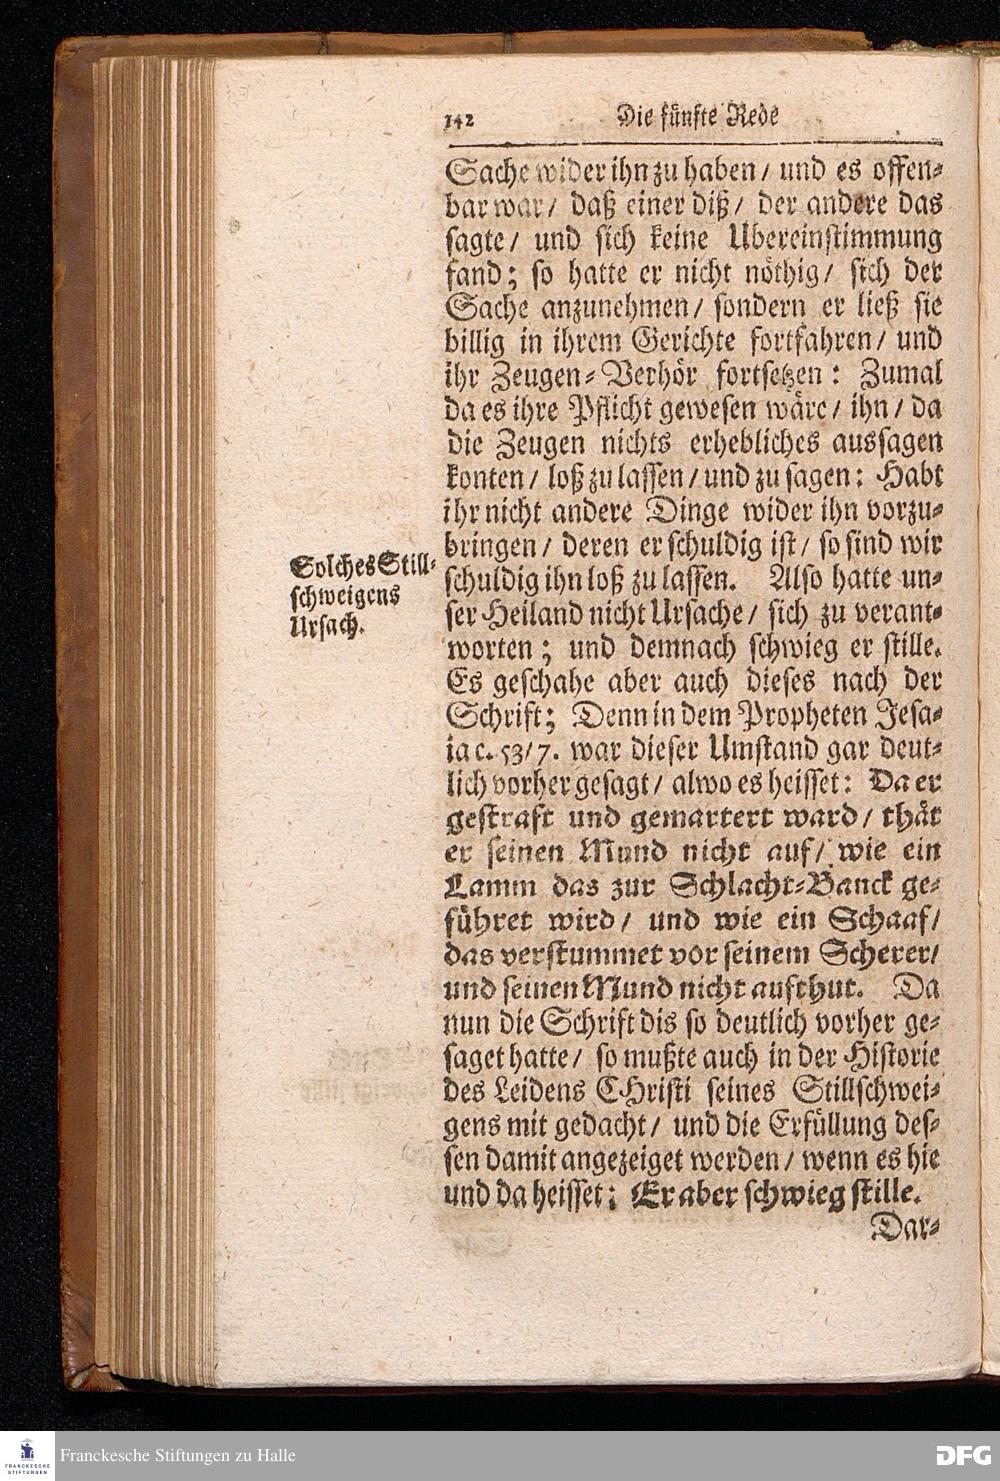 142 Die fünfte Rede
Sache wider ihn zu haben / und es offen-
bar war / daß einer diß / der andere das
sagte / und sich keine Ubereinstimmung
fand; so hatte er nicht nöthig / sich der
Sache anzunehmen / sondern er ließ sie
billig in ihrem Gerichte fortfahren / und
ihr Zeugen-Verhör fortsetzen: Zumal
da es ihre Pflicht gewesen wäre / ihn / da
die Zeugen nichts erhebliches aussagen
konten / loß zu lassen / und zu sagen: Habt
ihr nicht andere Dinge wider ihn vorzu-
bringen / deren er schuldig ist / so sind wir
schuldig ihn loß zu lassen. Also hatte un-
ser Heiland nicht Ursache / sich zu verant-
worten; und demnach schwieg er stille.
Es geschahe aber auch dieses nach der
Schrift; Denn in dem Propheten Jesa-
ia c. 53/7. war dieser Umstand gar deut-
lich vorher gesagt / alwo es heisset: Da er
gestraft und gemartert ward / thät
er seinen Mund nicht auf / wie ein
Lamm das zur Schlacht-Banck ge-
führet wird / und wie ein Schaaf /
das verstummet vor seinem Scherer /
und seinen Mund nicht aufthut. Da
nun die Schrift dis so deutlich vorher ge-
saget hatte / so mußte auch in der Historie
des Leidens CHristi seines Stillschwei-
gens mit gedacht / und die Erfüllung des-
sen damit angezeiget werden / wenn es hie
und da heisset: Er aber schwieg stille.
Dar-
Solches Still-
schweigens
Ursach.
FRANCKESCHE
STIFTUNGEN
Franckesche Stiftungen zu Halle
DFG